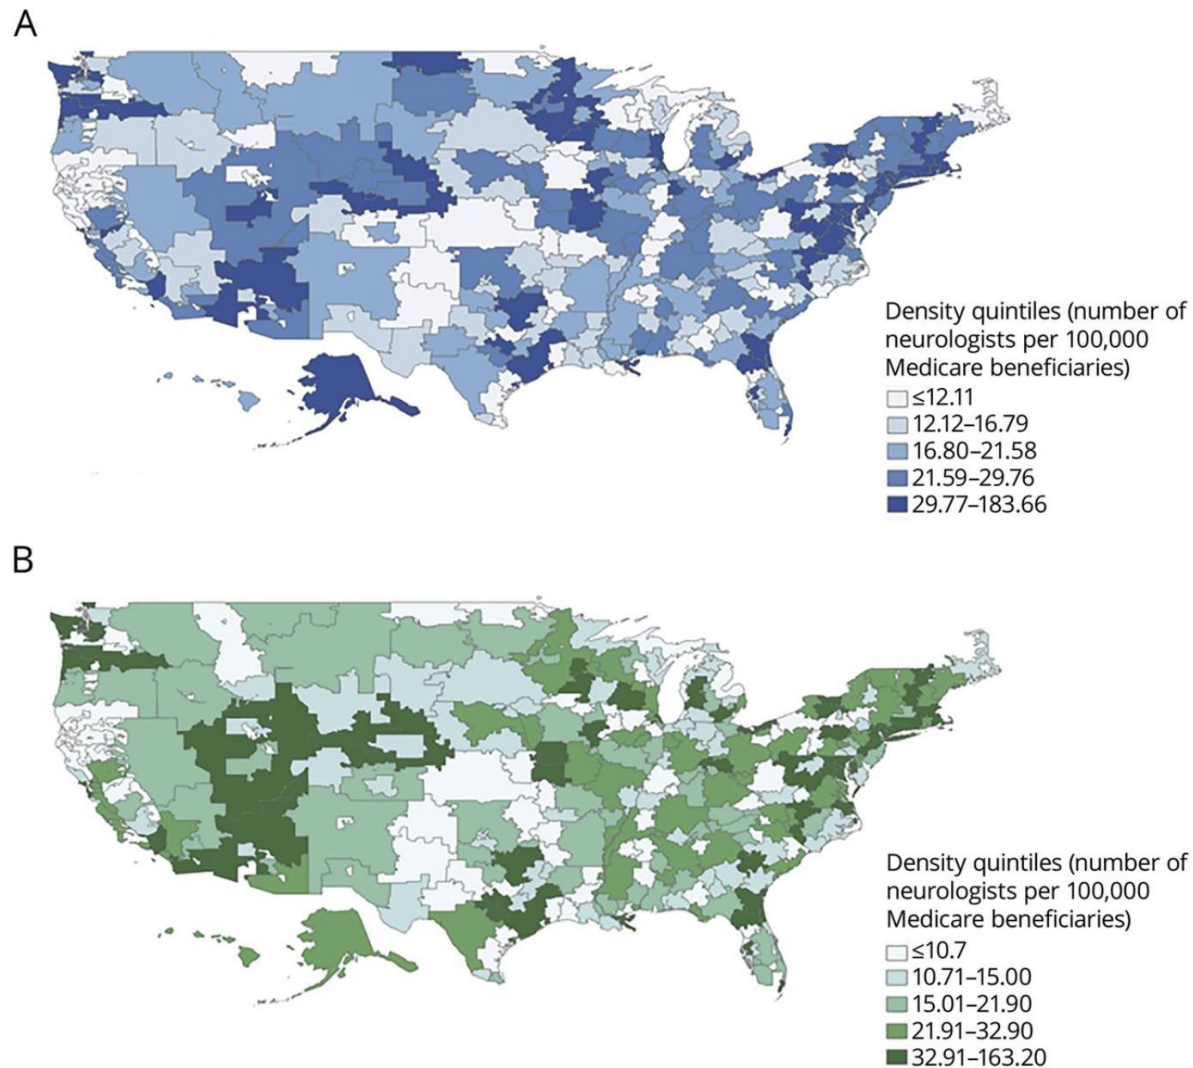 A
Density quintiles (number of
neurologists per 100,000
Medicare beneficiaries)
≤12.11
12.12–16.79
16.80–21.58
21.59–29.76
29.77–183.66
B
Density quintiles (number of
neurologists per 100,000
Medicare beneficiaries)
≤10.7
10.71–15.00
15.01–21.90
21.91–32.90
32.91–163.20